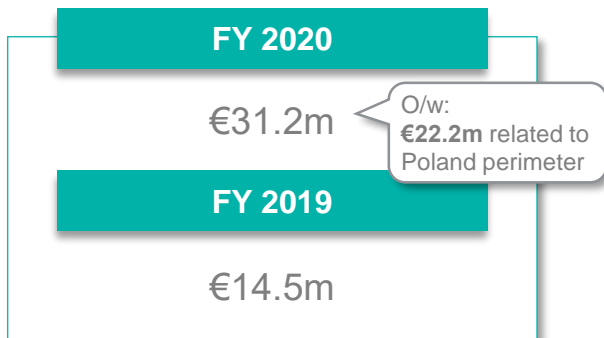 FY 2020
€31.2m
O/w:
€22.2m related to
Poland perimeter
FY 2019
€14.5m